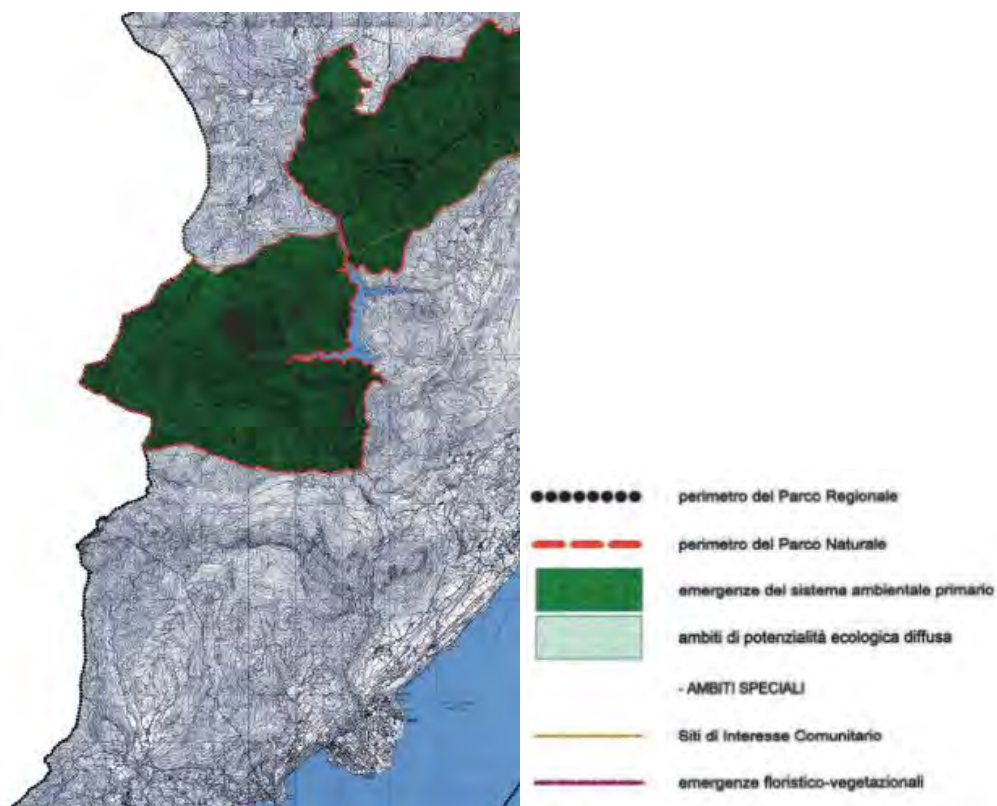 perimetro del Parco Regionale
perimetro del Parco Naturale
emergenze del sistema ambientale primario
ambiti di potenzialità ecologica diffusa
- AMBITI SPECIALI
Siti di Interesse Comunitario
emergenze floristico-vegetazionali